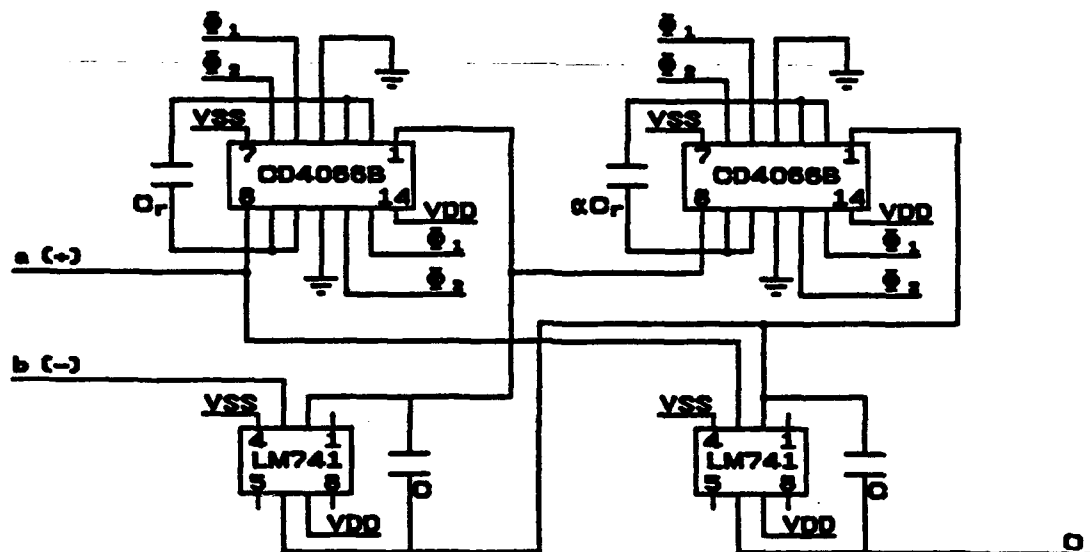 Φ1 Φ1
Φ2 Φ2
VSS VSS
7 1 7 1
CD4066B CD4066B
8 14 8 14
Cr αCr
VDD VDD
a (+) Φ1 Φ1
Φ2 Φ2
b (-)
VSS VSS
4 1 4 1
LM741 LM741
5 8 5 8
C C
VDD VDD
O